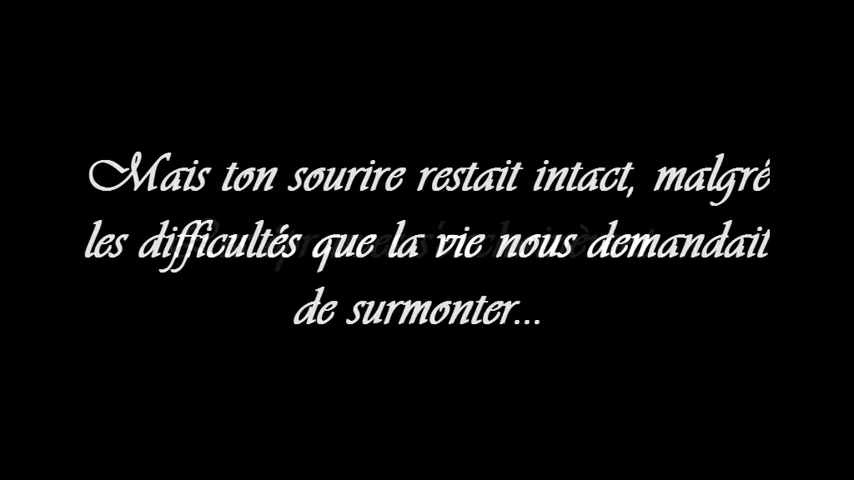 Mais ton sourire restait intact, malgré
les difficultés que la vie nous demandait
de surmonter...